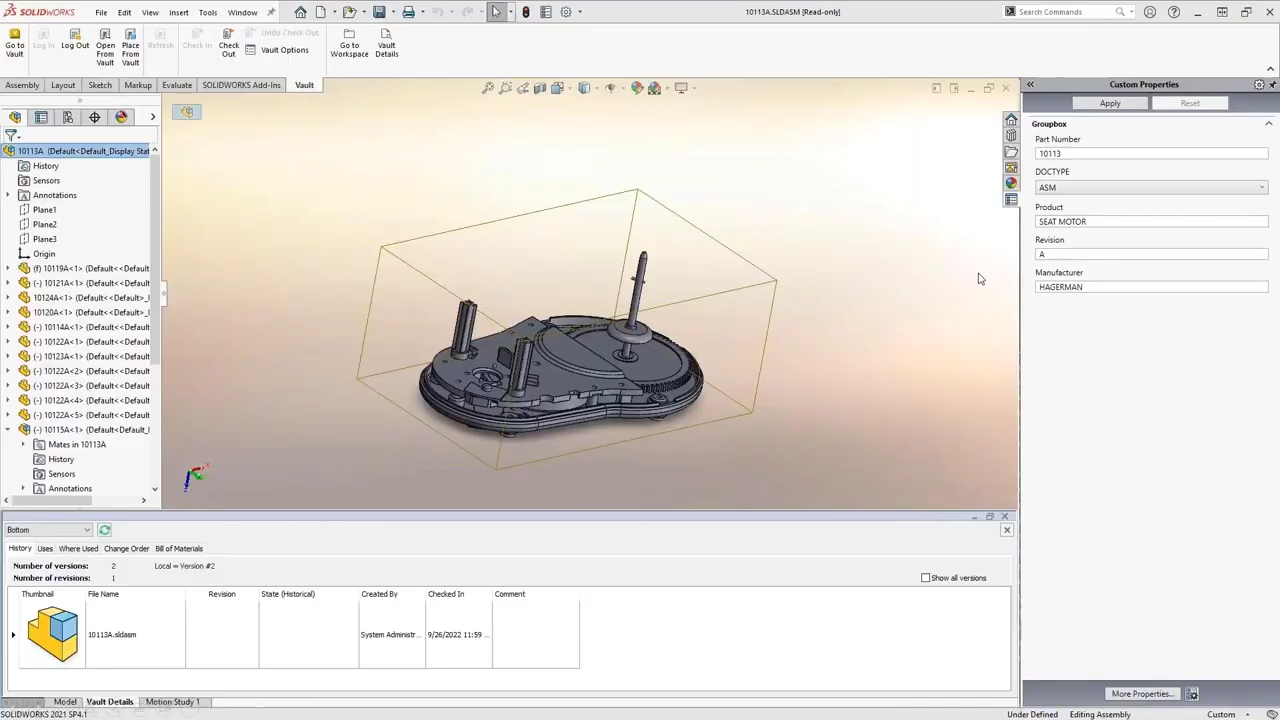 SOLIDWORKS File Edit View Insert Tools Window 10113A.SLDASM [Read-only] Search Commands
Go to Vault Log In Log Out Open From Vault Place From Vault Refresh Check In Check Out Undo Check Out Vault Options Go to Workspace Vault Details
Assembly Layout Sketch Markup Evaluate SOLIDWORKS Add-Ins Vault
10113A (Default<Default_Display Stat
History
Sensors
Annotations
Plane1
Plane2
Plane3
Origin
(f) 10119A<1> (Default<<Default
(-) 10121A<1> (Default<<Default
10124A<1> (Default<<Default>_
10120A<1> (Default<<Default>_
(-) 10114A<1> (Default<<Default
(-) 10122A<1> (Default<<Default
(-) 10123A<1> (Default<<Default
(-) 10122A<2> (Default<<Default
(-) 10122A<3> (Default<<Default
(-) 10122A<4> (Default<<Default
(-) 10122A<5> (Default<<Default
(-) 10115A<1> (Default<Default_
Mates in 10113A
History
Sensors
Annotations
Custom Properties
Apply Reset
Groupbox
Part Number
10113
DOCTYPE
ASM
Product
SEAT MOTOR
Revision
A
Manufacturer
HAGERMAN
More Properties...
Bottom
History Uses Where Used Change Order Bill of Materials
Number of versions: 2 Local = Version #2
Number of revisions: 1
Show all versions
Thumbnail File Name Revision State (Historical) Created By Checked In Comment
10113A.sldasm System Administr... 9/26/2022 11:59 ...
Model Vault Details Motion Study 1
SOLIDWORKS 2021 SP4.1 Under Defined Editing Assembly Custom